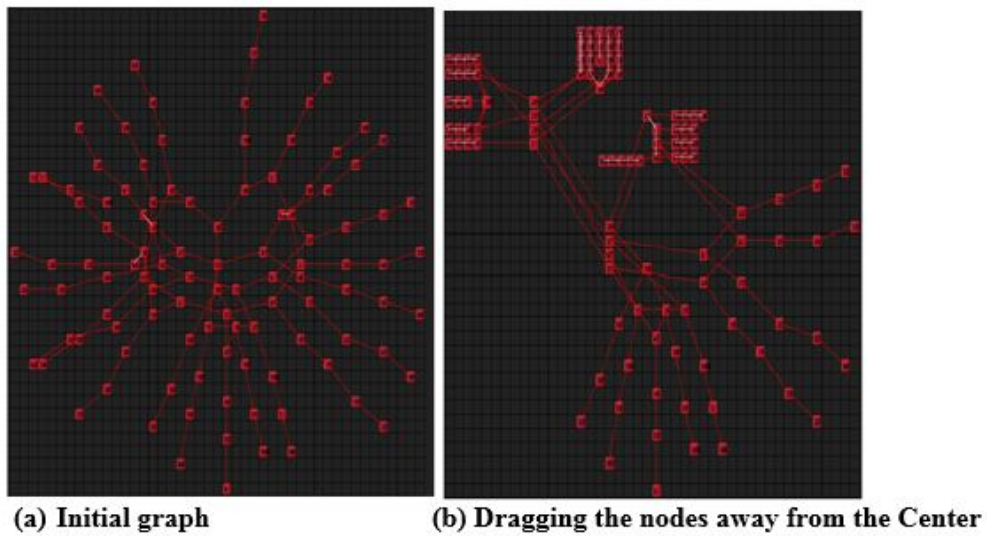 (a) Initial graph
(b) Dragging the nodes away from the Center